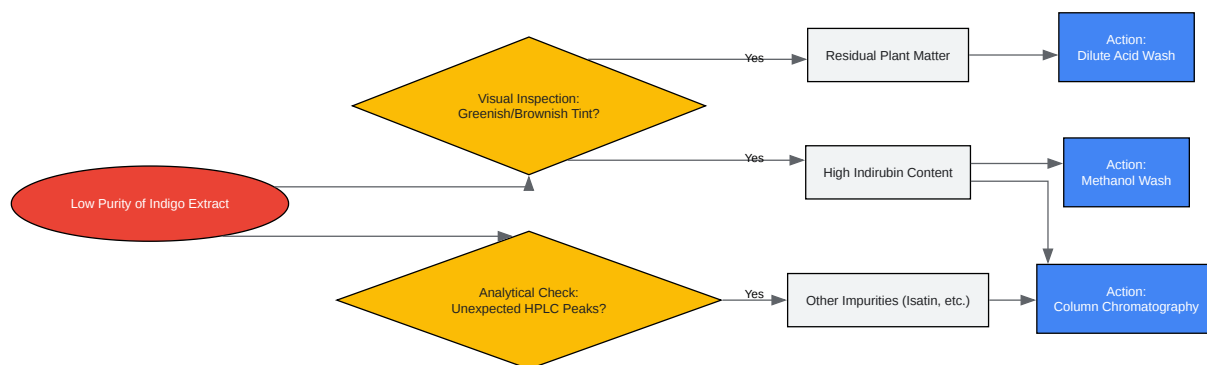 Yes
Residual Plant Matter
Action:
Dilute Acid Wash
Visual Inspection:
Greenish/Brownish Tint?
Yes
High Indirubin Content
Action:
Methanol Wash
Low Purity of Indigo Extract
Analytical Check:
Unexpected HPLC Peaks?
Yes
Other Impurities (Isatin, etc.)
Action:
Column Chromatography